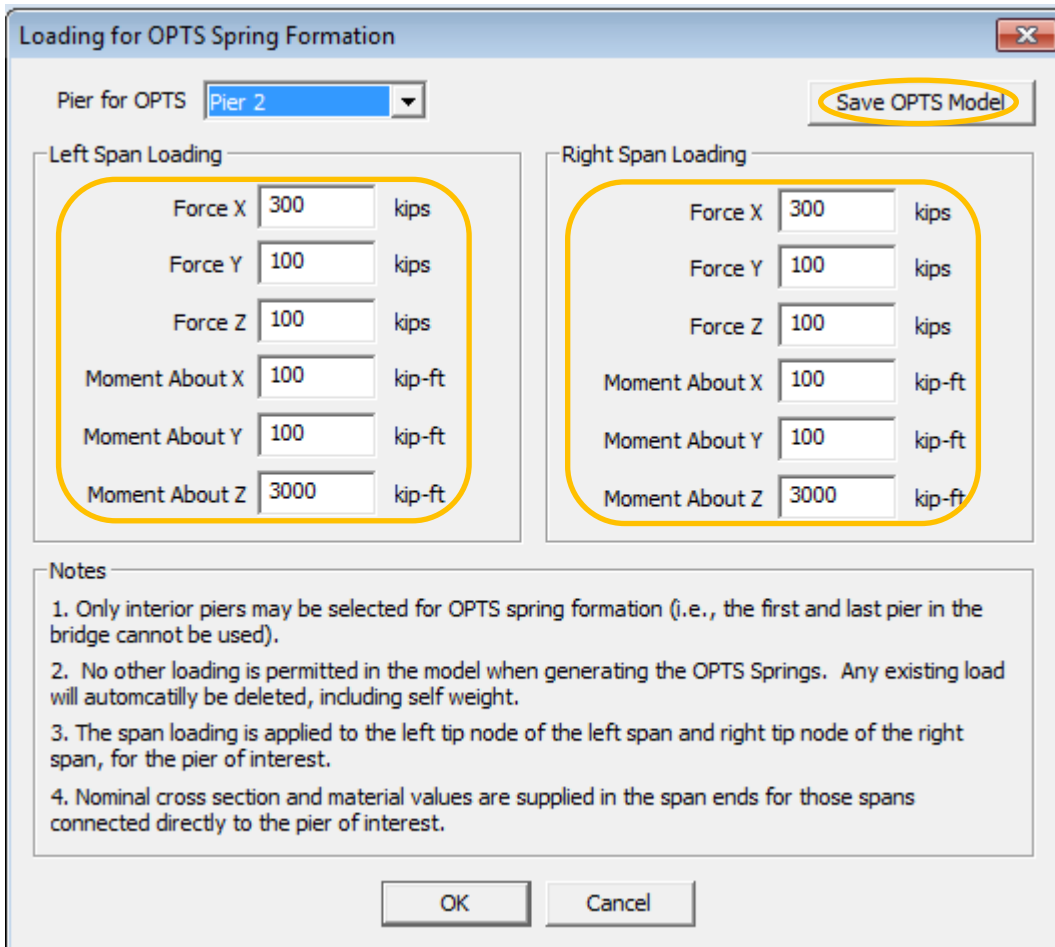 Loading for OPTS Spring Formation
Pier for OPTS Pier 2 Save OPTS Model
Left Span Loading
Force X 300 kips
Force Y 100 kips
Force Z 100 kips
Moment About X 100 kip-ft
Moment About Y 100 kip-ft
Moment About Z 3000 kip-ft
Right Span Loading
Force X 300 kips
Force Y 100 kips
Force Z 100 kips
Moment About X 100 kip-ft
Moment About Y 100 kip-ft
Moment About Z 3000 kip-ft
Notes
1. Only interior piers may be selected for OPTS spring formation (i.e., the first and last pier in the
bridge cannot be used).
2. No other loading is permitted in the model when generating the OPTS Springs. Any existing load
will automcatilly be deleted, including self weight.
3. The span loading is applied to the left tip node of the left span and right tip node of the right
span, for the pier of interest.
4. Nominal cross section and material values are supplied in the span ends for those spans
connected directly to the pier of interest.
OK Cancel